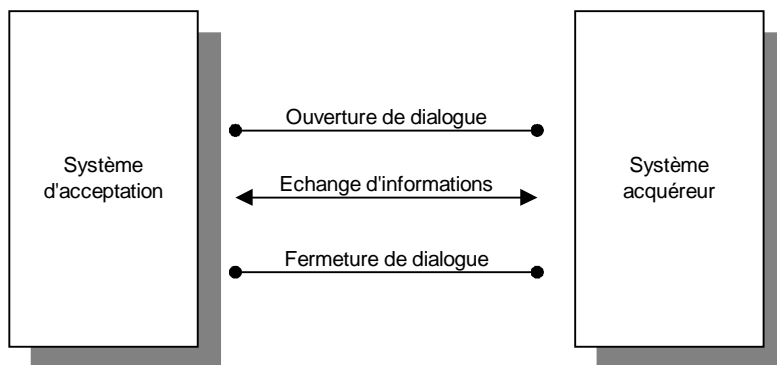 Ouverture de dialogue
Système
d'acceptation
Echange d'informations
Système
acquéreur
Fermeture de dialogue